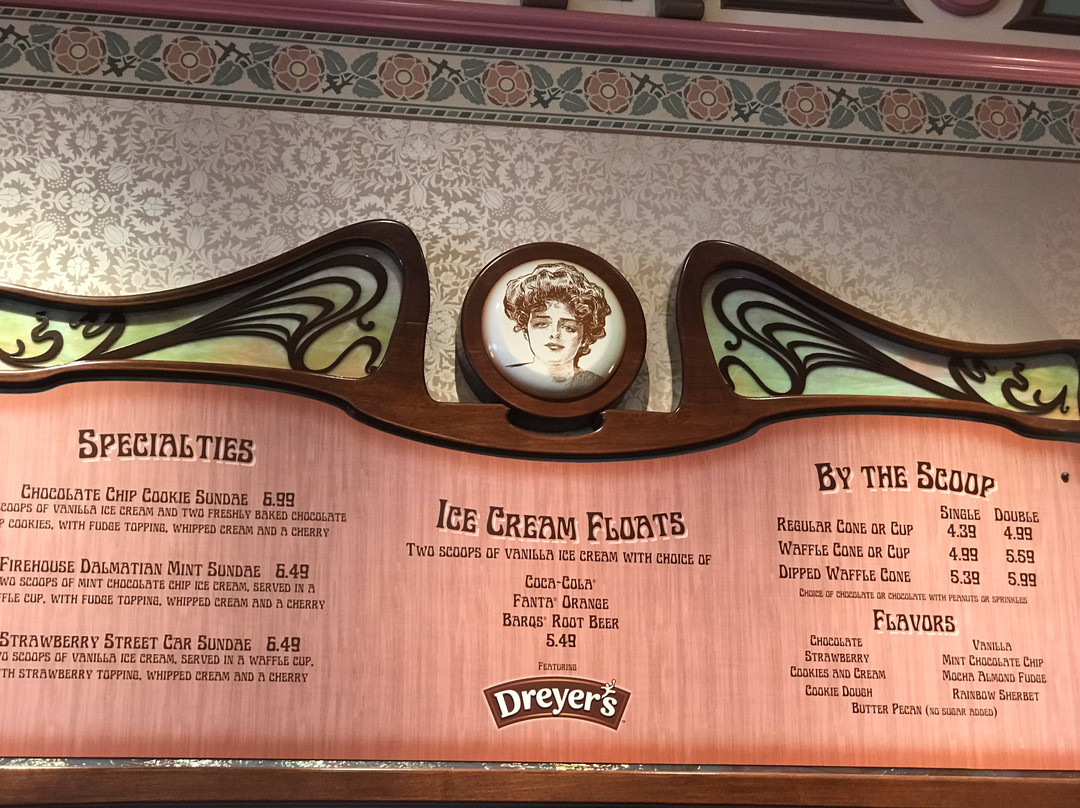 SPECIALTIES
CHOCOLATE CHIP COOKIE SUNDAE 6.99
SCOOPS OF VANILLA ICE CREAM AND TWO FRESHLY BAKED CHOCOLATE
COOKIES, WITH FUDGE TOPPING, WHIPPED CREAM AND A CHERRY
FIREHOUSE DALMATIAN MINT SUNDAE 6.49
TWO SCOOPS OF MINT CHOCOLATE CHIP ICE CREAM, SERVED IN A
CUP, WITH FUDGE TOPPING, WHIPPED CREAM AND A CHERRY
STRAWBERRY STREET CAR SUNDAE 6.49
SCOOPS OF VANILLA ICE CREAM, SERVED IN A WAFFLE CUP,
STRAWBERRY TOPPING, WHIPPED CREAM AND A CHERRY
ICE CREAM FLOATS
TWO SCOOPS OF VANILLA ICE CREAM WITH CHOICE OF
COCA-COLA®
FANTA® ORANGE
BARQS® ROOT BEER
5.49
FEATURING
Dreyer's
BY THE SCOOP
SINGLE DOUBLE
REGULAR CONE OR CUP 4.39 4.99
WAFFLE CONE OR CUP 4.99 5.59
DIPPED WAFFLE CONE 5.39 5.99
CHOICE OF CHOCOLATE OR CHOCOLATE WITH PEANUTS OR SPRINKLES
FLAVORS
CHOCOLATE VANILLA
STRAWBERRY MINT CHOCOLATE CHIP
COOKIES AND CREAM MOCHA ALMOND FUDGE
COOKIE DOUGH RAINBOW SHERBET
BUTTER PECAN (NO SUGAR ADDED)